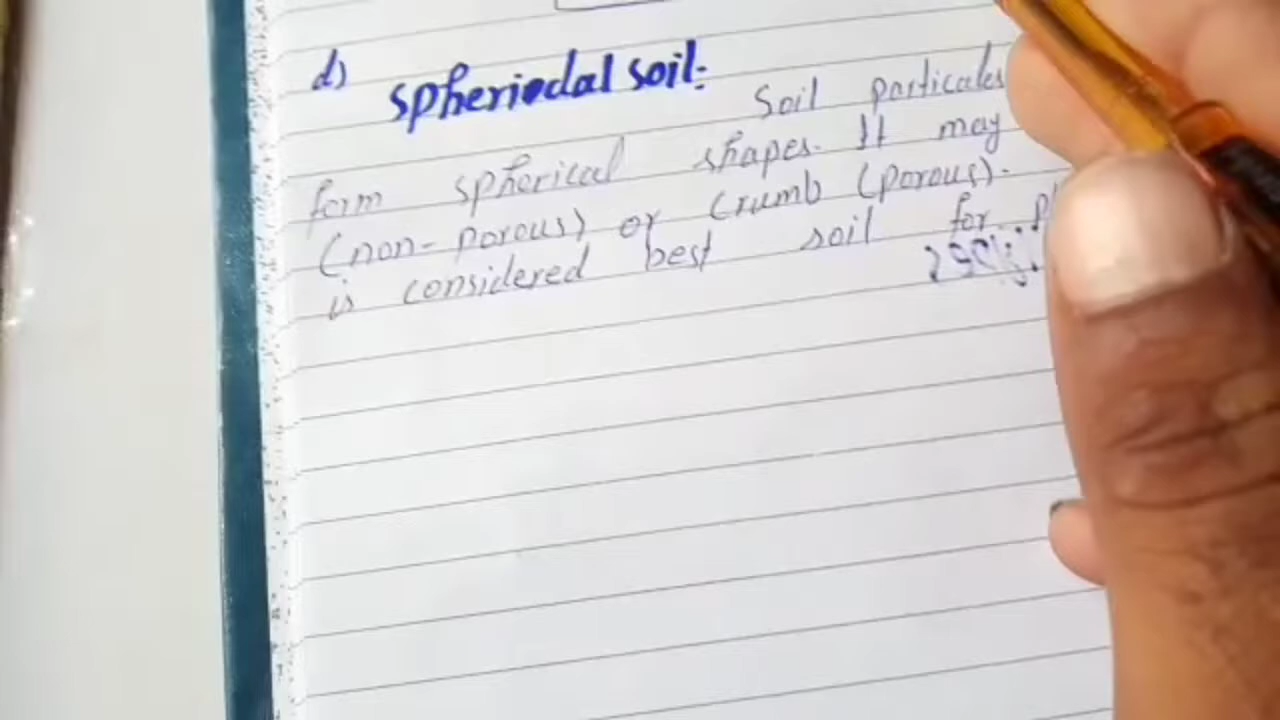 d)
spheriodal soil:
Soil particales
form spherical shapes. It may
(non-porous) or crumb (porous).
is considered best soil for